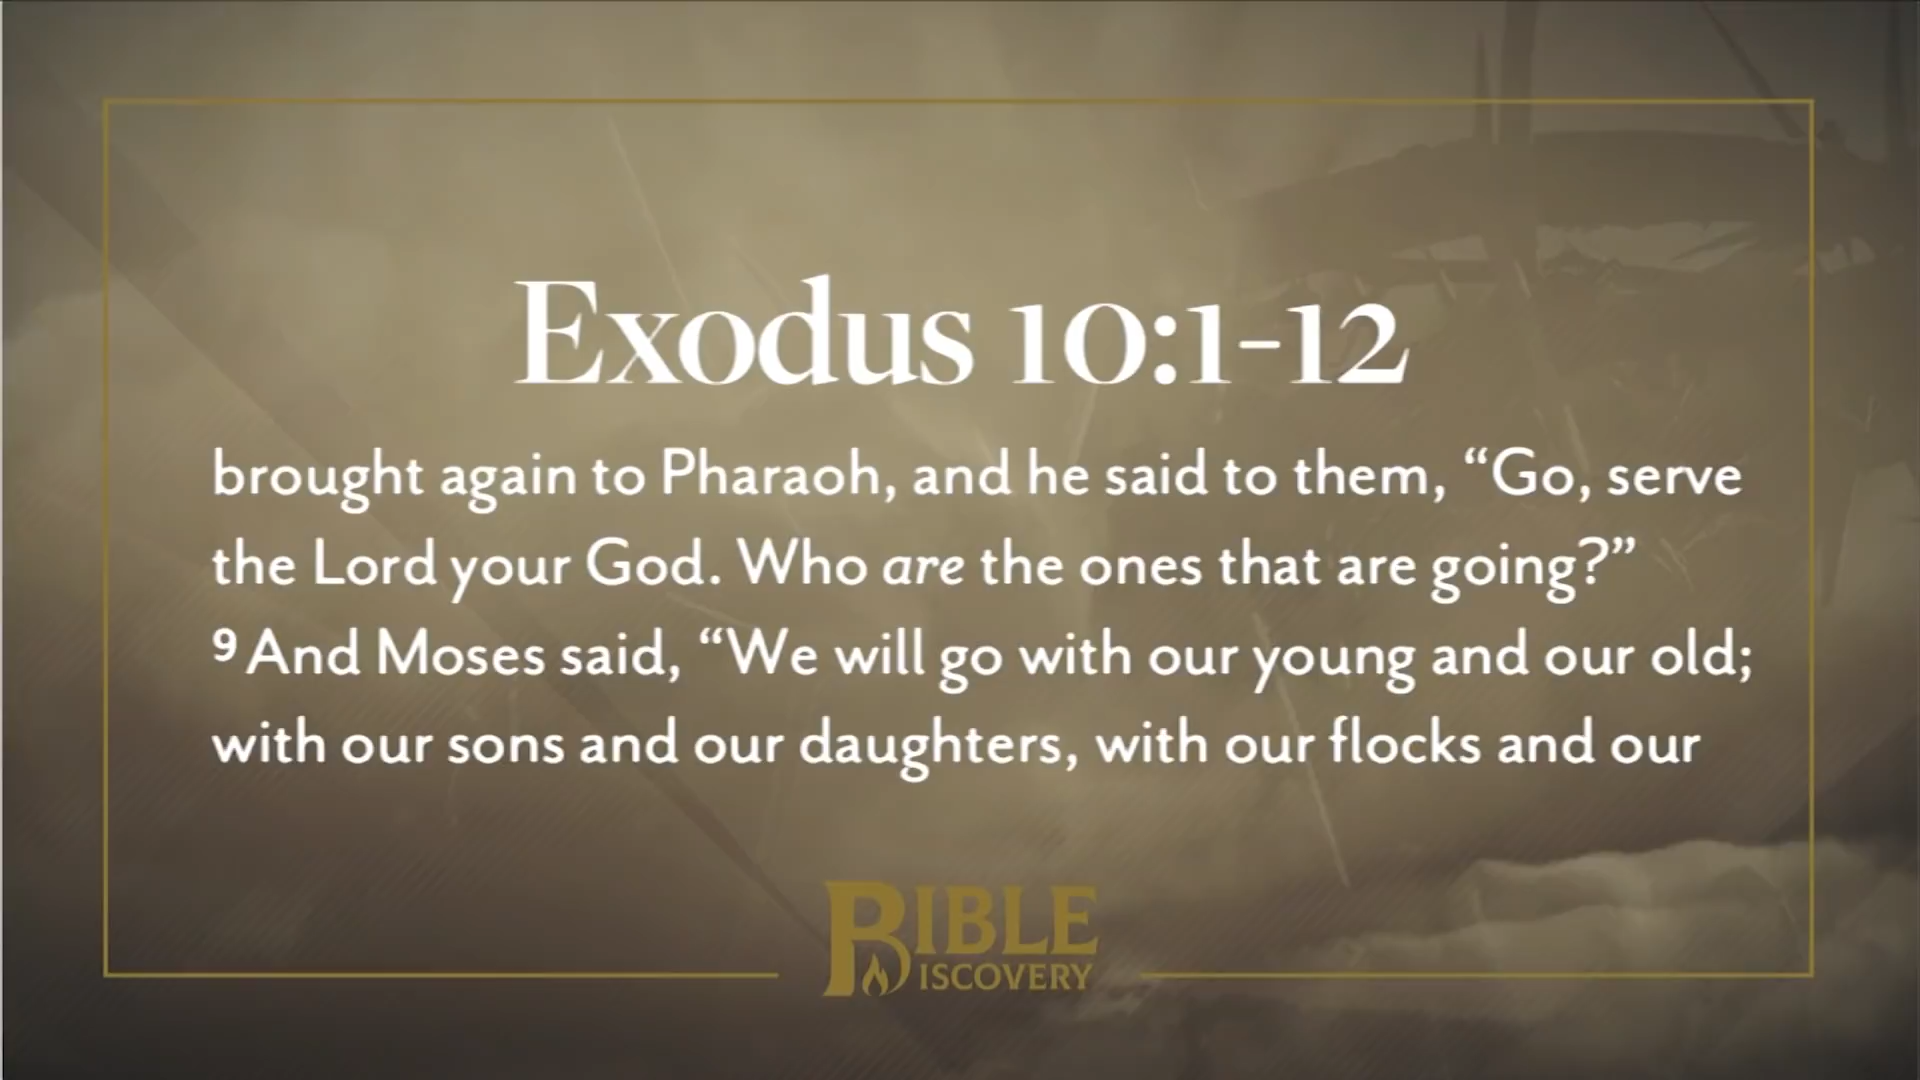 Exodus 10:1-12
brought again to Pharaoh, and he said to them, “Go, serve
the Lord your God. Who are the ones that are going?”
9 And Moses said, “We will go with our young and our old;
with our sons and our daughters, with our flocks and our
BIBLE
DISCOVERY